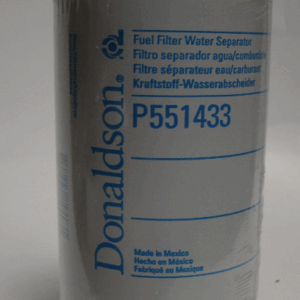 Donaldson®
Fuel Filter Water Separator
Filtro separador agua/combustible
Filtre séparateur eau/carburant
Kraftstoff-Wasserabscheider
P551433
Made in Mexico
Hecho en México
Fabriqué au Mexique